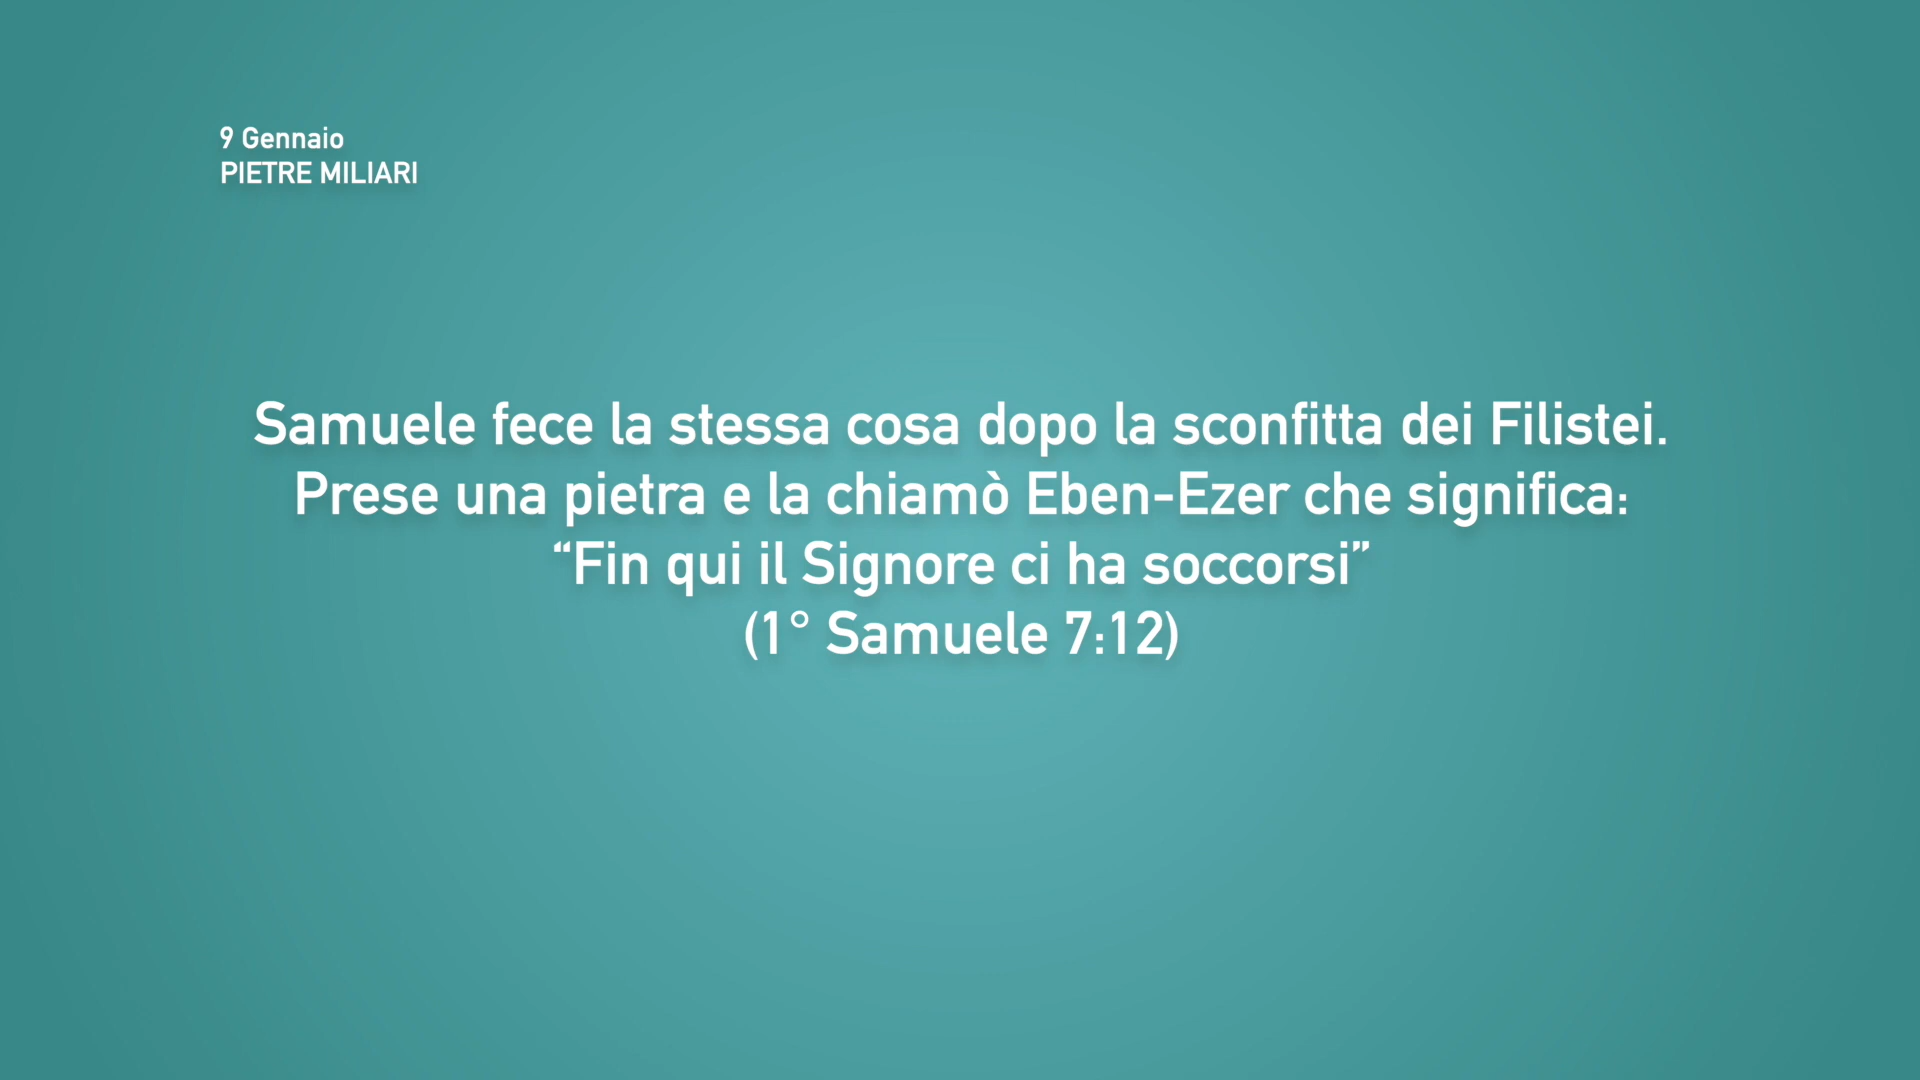 9 Gennaio
PIETRE MILIARI
Samuele fece la stessa cosa dopo la sconfitta dei Filistei.
Prese una pietra e la chiamò Eben-Ezer che significa:
“Fin qui il Signore ci ha soccorsi”
(1° Samuele 7:12)